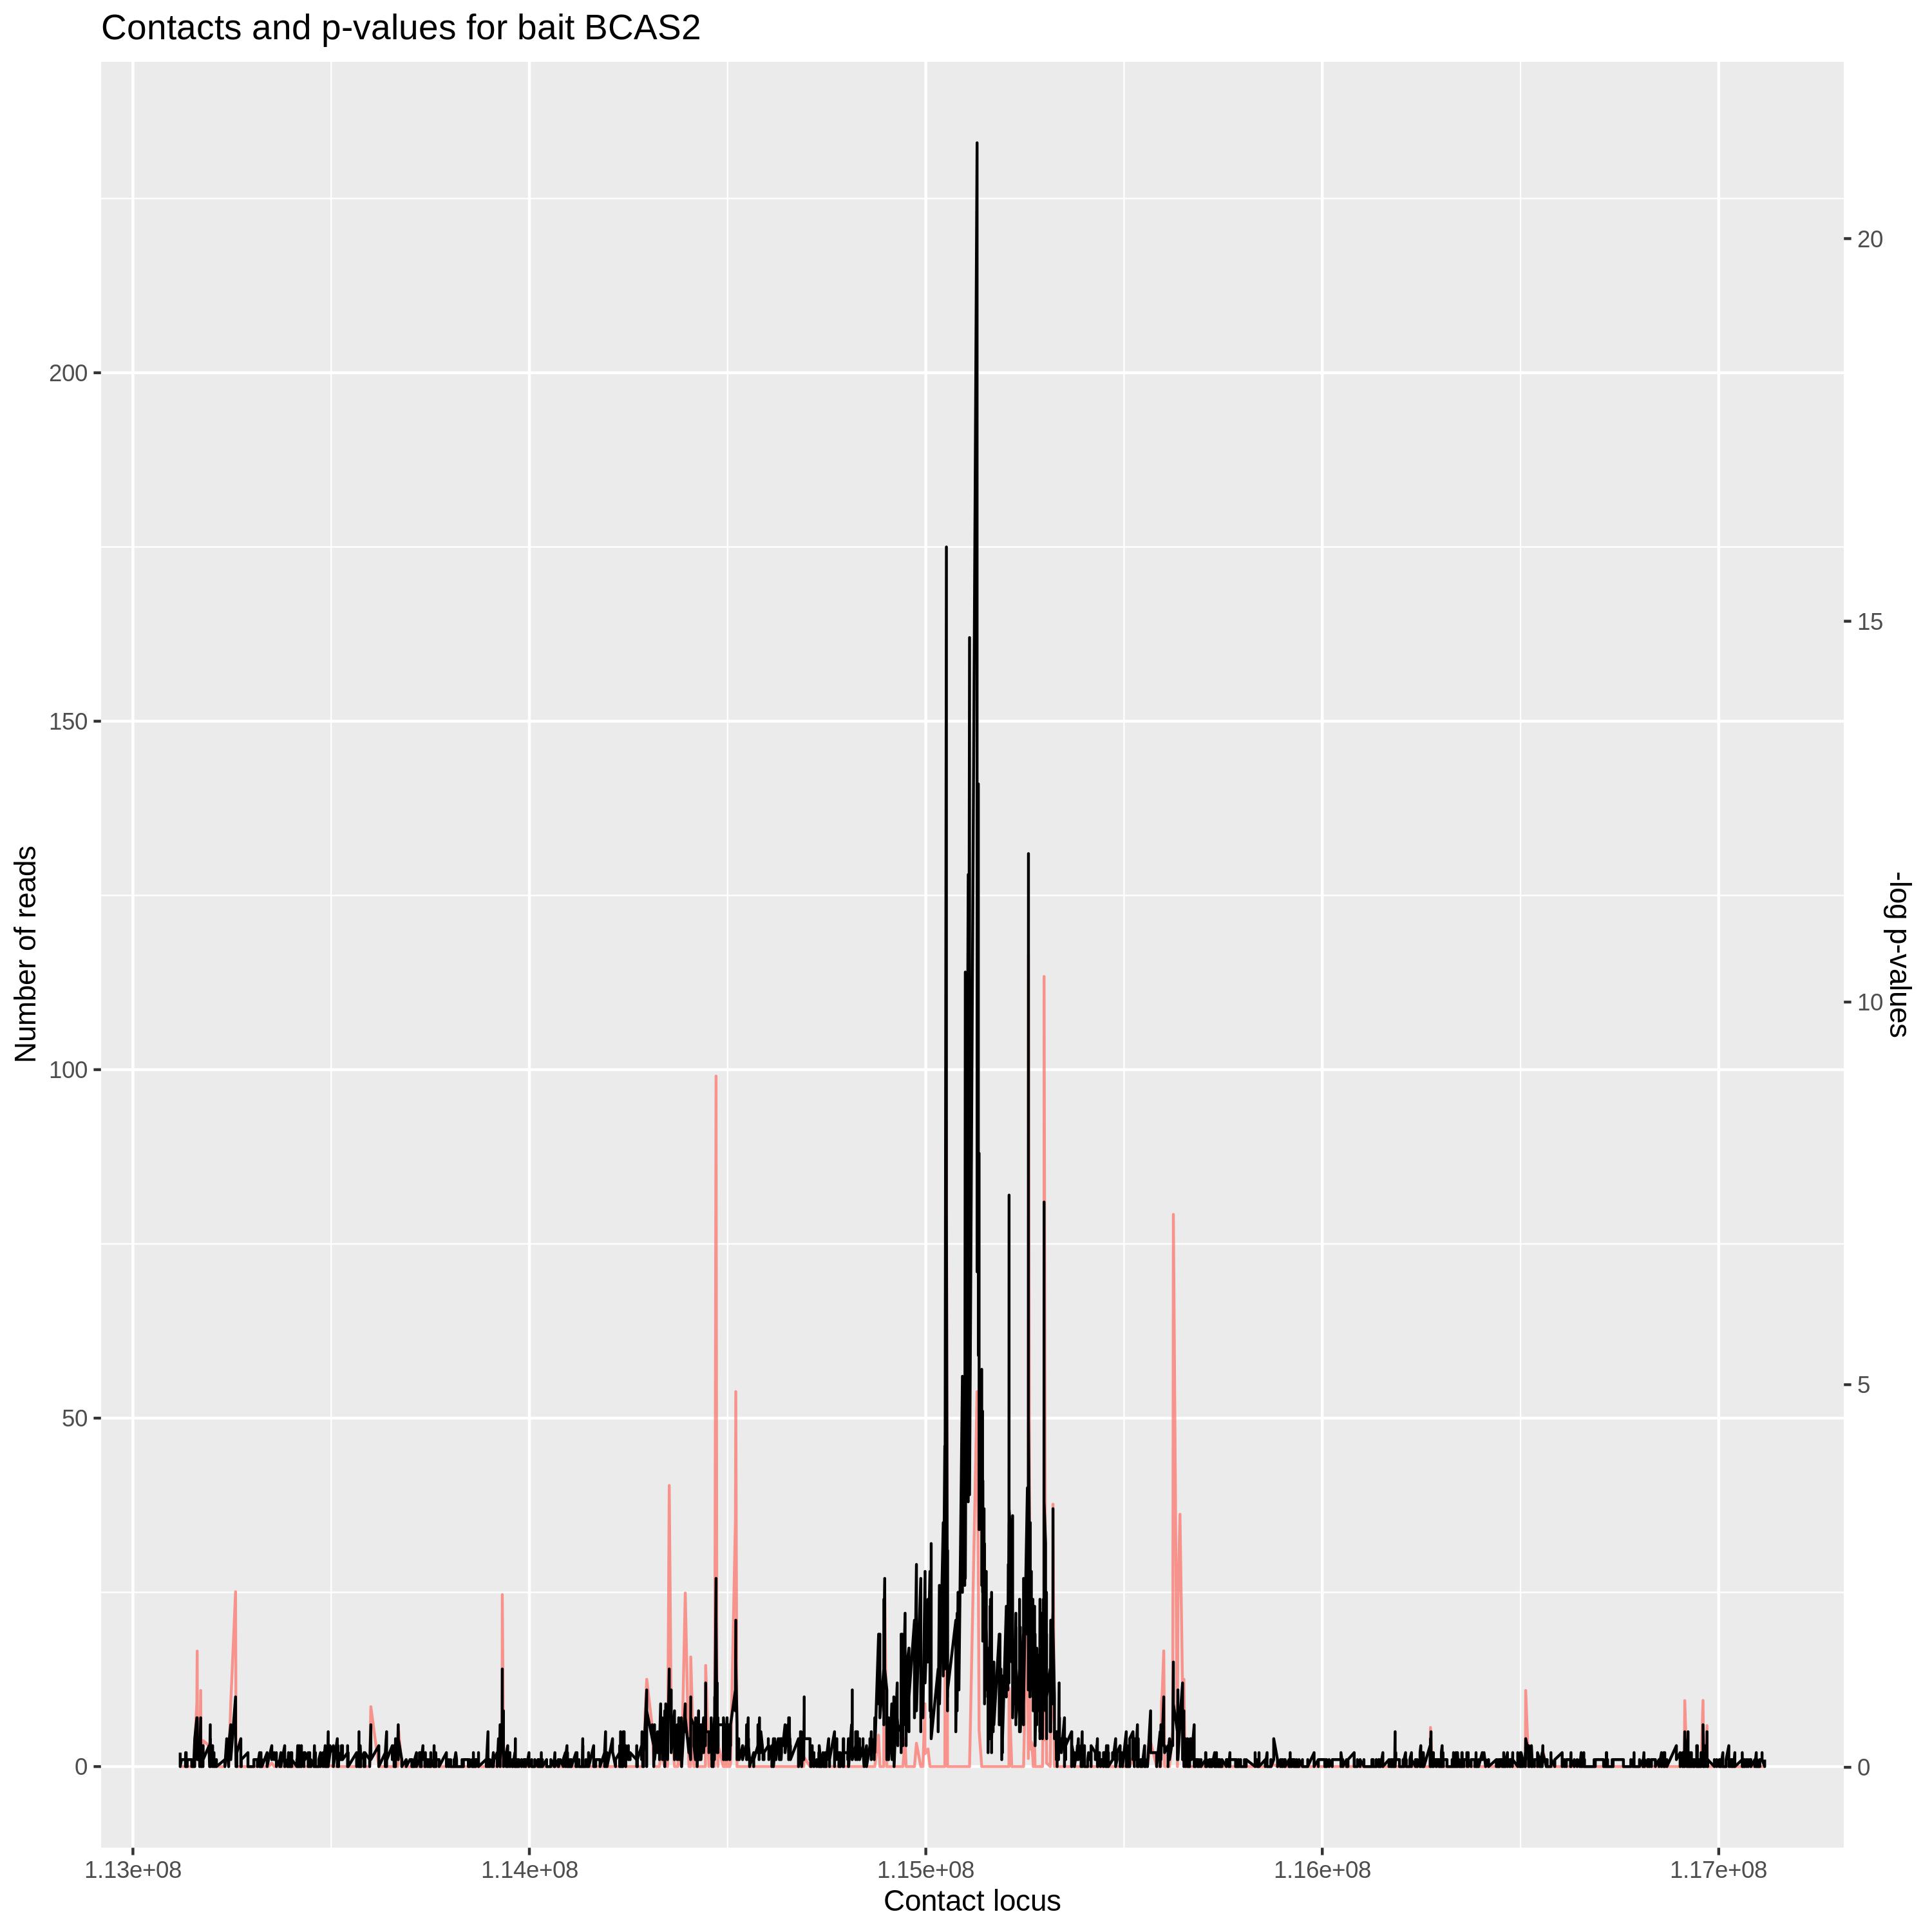 Contacts and p-values for bait BCAS2
Number of reads
200
150
100
50
0
20
15
10
5
0
-log p-values
1.13e+08 1.14e+08 1.15e+08 1.16e+08 1.17e+08
Contact locus